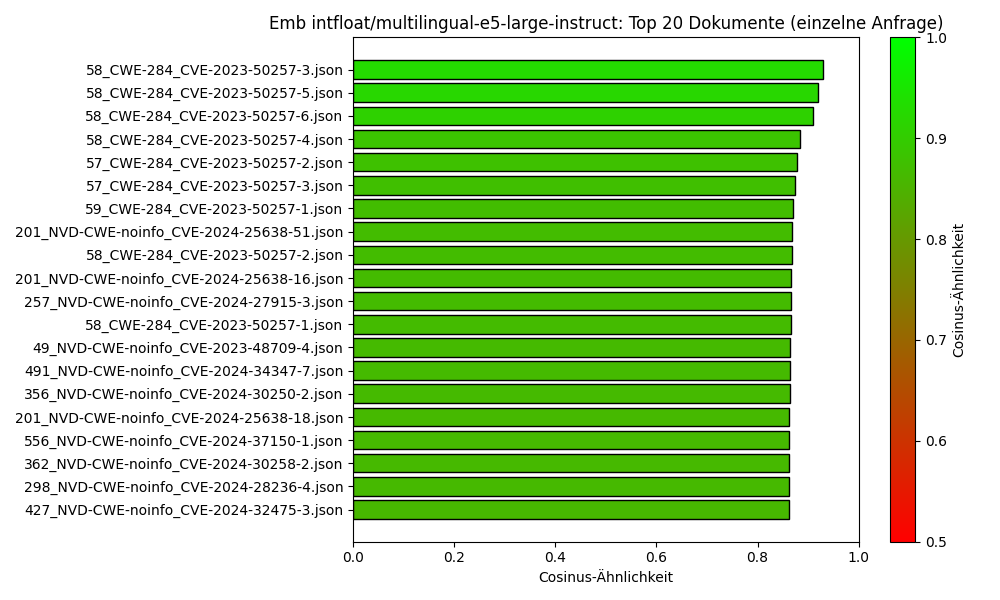 Emb intfloat/multilingual-e5-large-instruct: Top 20 Dokumente (einzelne Anfrage)
58_CWE-284_CVE-2023-50257-3.json
58_CWE-284_CVE-2023-50257-5.json
58_CWE-284_CVE-2023-50257-6.json
58_CWE-284_CVE-2023-50257-4.json
57_CWE-284_CVE-2023-50257-2.json
57_CWE-284_CVE-2023-50257-3.json
59_CWE-284_CVE-2023-50257-1.json
201_NVD-CWE-noinfo_CVE-2024-25638-51.json
58_CWE-284_CVE-2023-50257-2.json
201_NVD-CWE-noinfo_CVE-2024-25638-16.json
257_NVD-CWE-noinfo_CVE-2024-27915-3.json
58_CWE-284_CVE-2023-50257-1.json
49_NVD-CWE-noinfo_CVE-2023-48709-4.json
491_NVD-CWE-noinfo_CVE-2024-34347-7.json
356_NVD-CWE-noinfo_CVE-2024-30250-2.json
201_NVD-CWE-noinfo_CVE-2024-25638-18.json
556_NVD-CWE-noinfo_CVE-2024-37150-1.json
362_NVD-CWE-noinfo_CVE-2024-30258-2.json
298_NVD-CWE-noinfo_CVE-2024-28236-4.json
427_NVD-CWE-noinfo_CVE-2024-32475-3.json
0.0 0.2 0.4 0.6 0.8 1.0
Cosinus-Ähnlichkeit
1.0
0.9
0.8
0.7
0.6
0.5
Cosinus-Ähnlichkeit